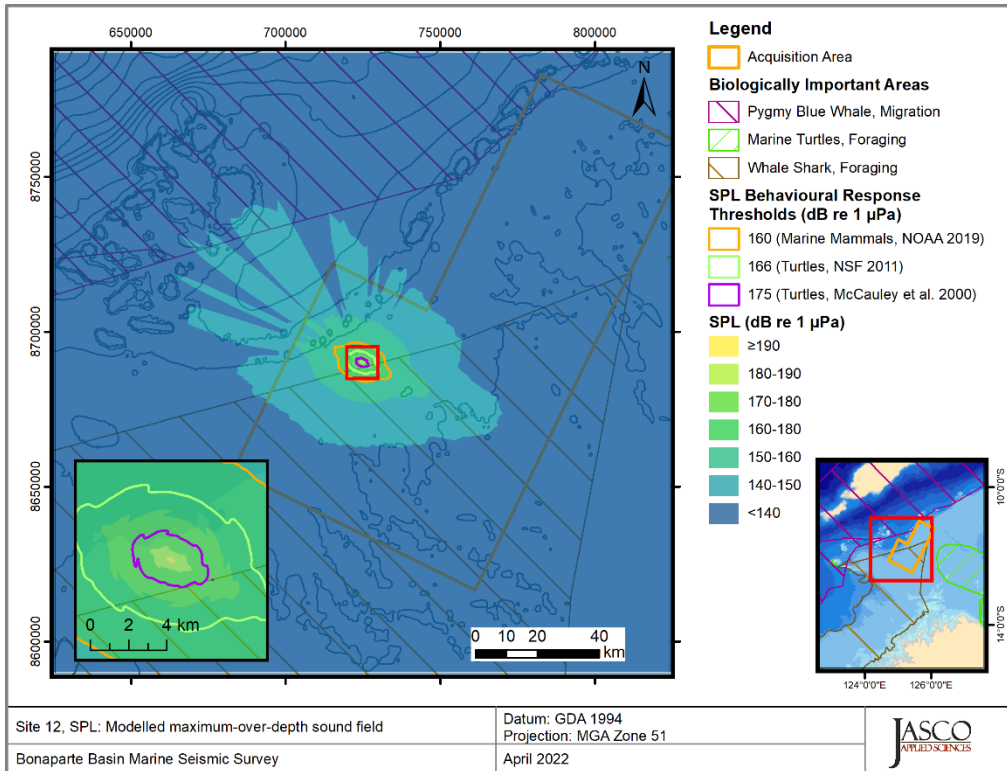 650000 700000 750000 800000
8750000
8700000
8650000
8600000
N
0 2 4 km
0 10 20 40
km
Legend
Acquisition Area
Biologically Important Areas
Pygmy Blue Whale, Migration
Marine Turtles, Foraging
Whale Shark, Foraging
SPL Behavioural Response
Thresholds (dB re 1 µPa)
160 (Marine Mammals, NOAA 2019)
166 (Turtles, NSF 2011)
175 (Turtles, McCauley et al. 2000)
SPL (dB re 1 µPa)
≥190
180-190
170-180
160-180
150-160
140-150
<140
10°0'0"S
14°0'0"S
124°0'0"E 126°0'0"E
Site 12, SPL: Modelled maximum-over-depth sound field
Datum: GDA 1994
Projection: MGA Zone 51
Bonaparte Basin Marine Seismic Survey
April 2022
JASCO
APPLIED SCIENCES